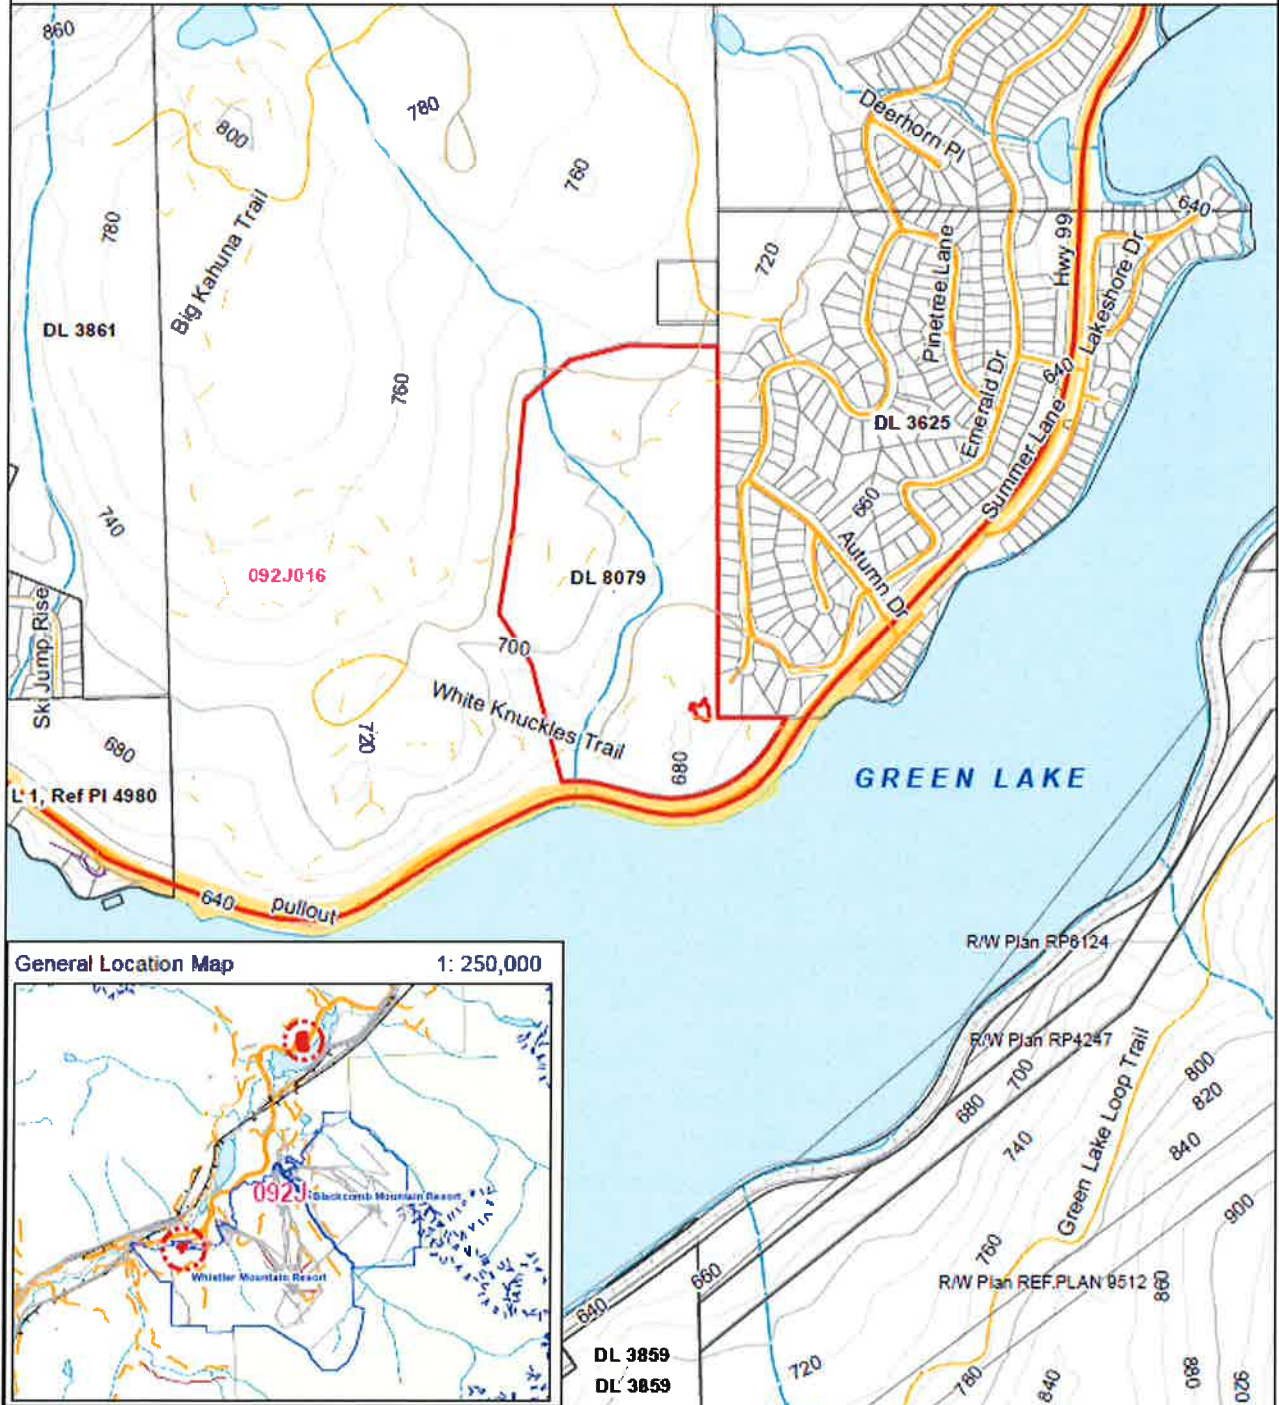 860
780
800
Deerhorn Pl
760
780
640
Big Kahuna Trail
720
Hwy 99
Pinetree Lane
Lakeshore Dr
DL 3861
640
760
Emerald Dr
DL 3625
Summer Lane
660
740
Autumn Dr
092J016
DL 8079
Ski Jump Rise
700
White Knuckles Trail
720
680
680
GREEN LAKE
L 1, Ref Pl 4980
640
pullout
R/W Plan RP6124
General Location Map
1: 250,000
R/W Plan RP4247
700
800
820
680
740
840
Green Lake Loop Trail
092J
Blackcomb Mountain Resort
900
760
Whistler Mountain Resort
660
R/W Plan REF.PLAN 9512
860
640
DL 3859
720
780
840
880
920
DL 3859